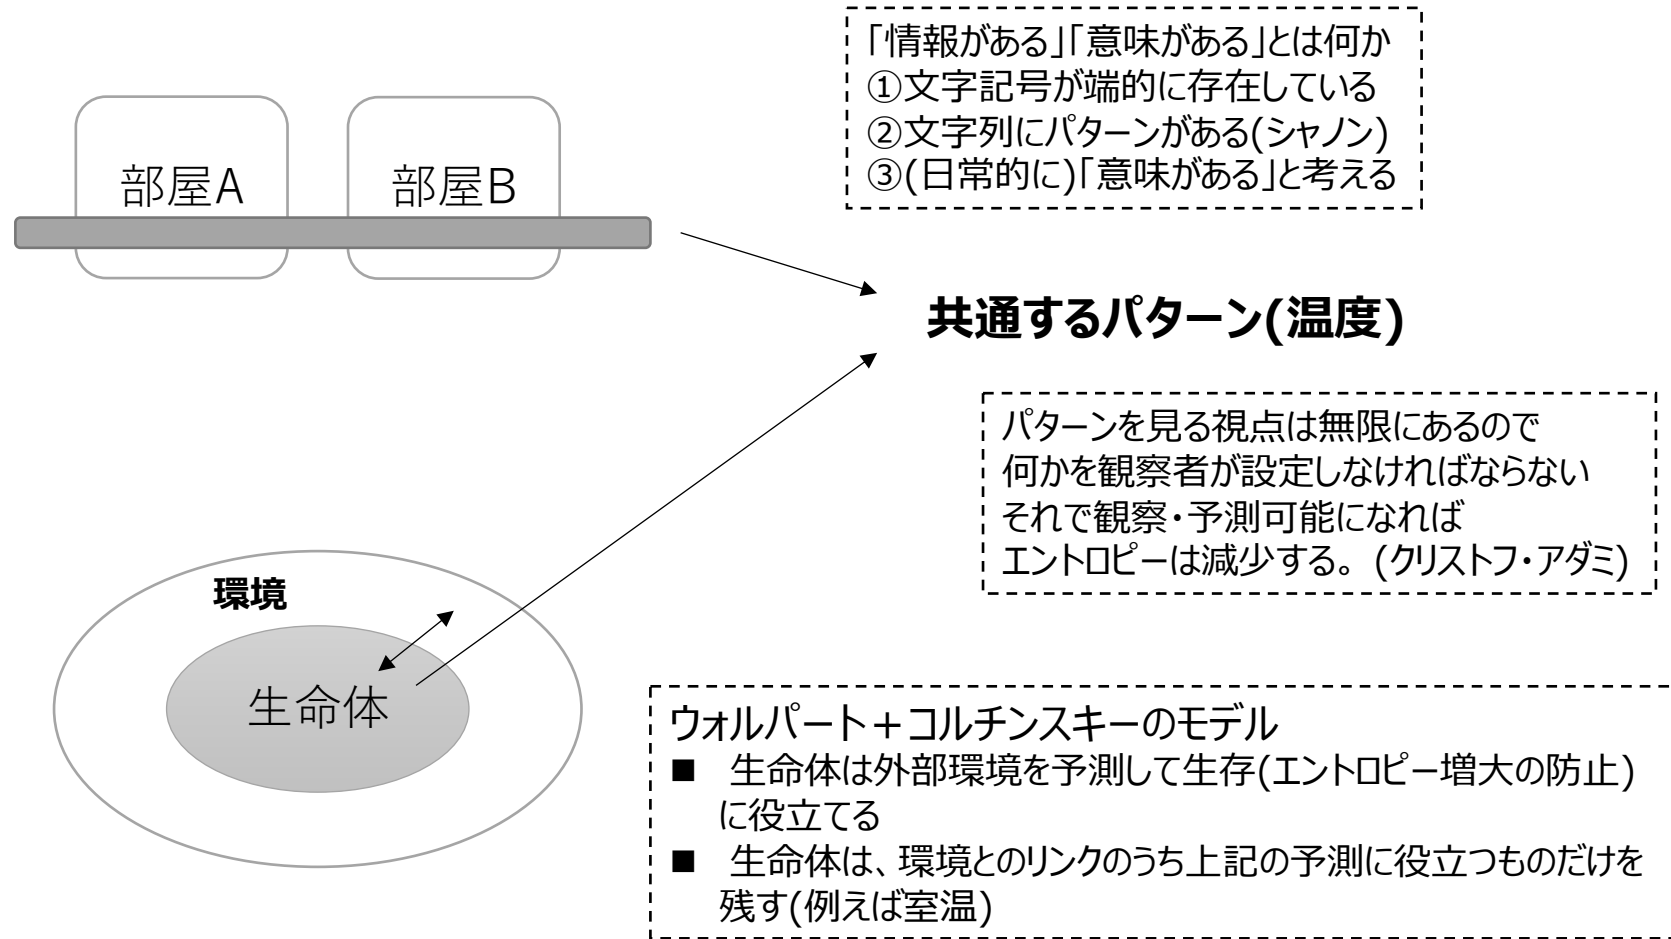 「情報がある」「意味がある」とは何か
①文字記号が端的に存在している
②文字列にパターンがある(シャノン)
③(日常的に)「意味がある」と考える
部屋A
部屋B
共通するパターン(温度)
パターンを見る視点は無限にあるので
何かを観察者が設定しなければならない
それで観察・予測可能になれば
エントロピーは減少する。(クリストフ・アダミ)
環境
生命体
ウォルパート+コルチンスキーのモデル
■ 生命体は外部環境を予測して生存(エントロピー増大の防止)
に役立てる
■ 生命体は、環境とのリンクのうち上記の予測に役立つものだけを
残す(例えば室温)